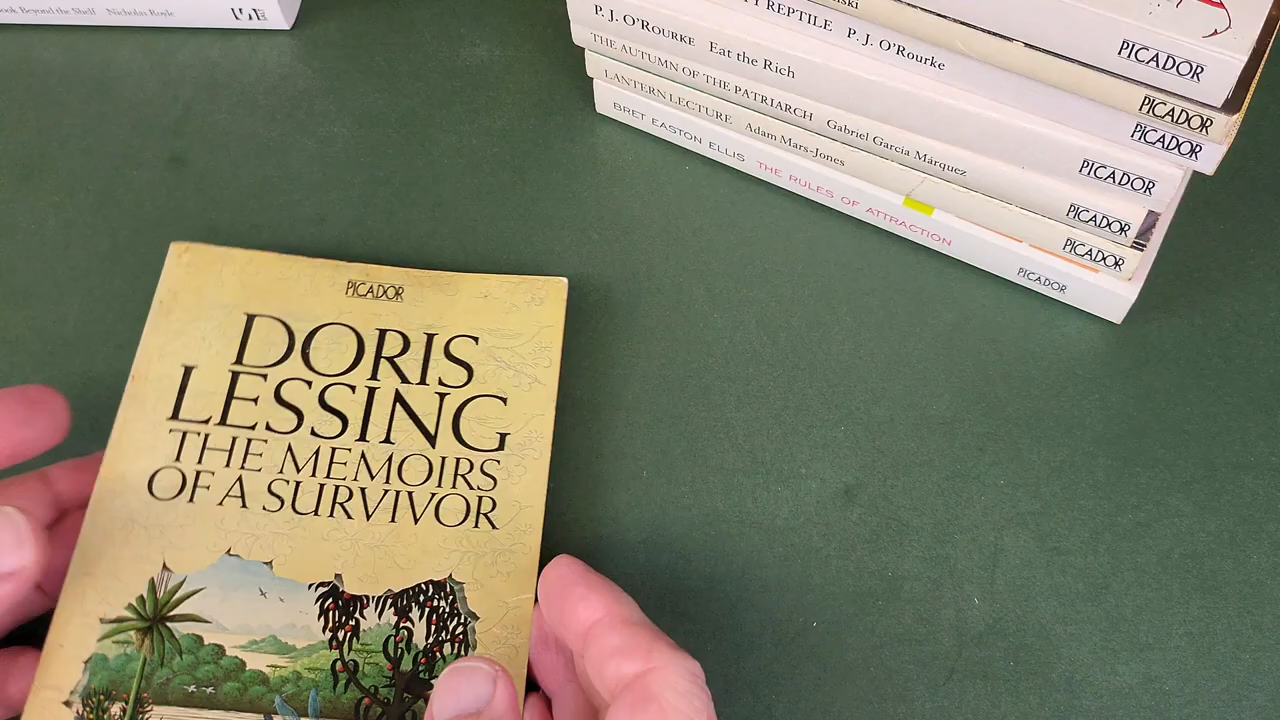 ook Beyond the Shelf Nicholas Royle
PICADOR
REPTILE P. J. O'Rourke PICADOR
P. J. O'ROURKE Eat the Rich PICADOR
THE AUTUMN OF THE PATRIARCH Gabriel García Márquez PICADOR
LANTERN LECTURE Adam Mars-Jones PICADOR
BRET EASTON ELLIS THE RULES OF ATTRACTION PICADOR
PICADOR
DORIS
LESSING
THE MEMOIRS
OF A SURVIVOR